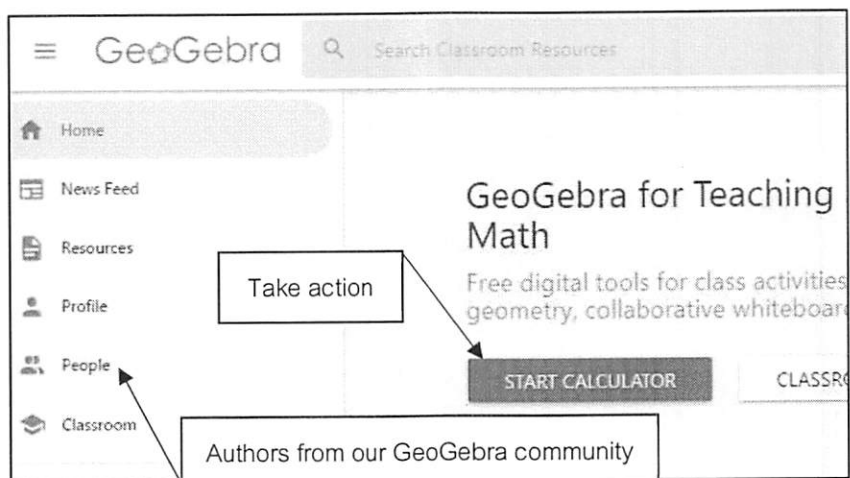 GeoGebra
Search Classroom Resources
Home
News Feed
Resources
Profile
People
Classroom
GeoGebra for Teaching
Math
Free digital tools for class activities
geometry, collaborative whiteboar
Take action
START CALCULATOR
CLASSR
Authors from our GeoGebra community